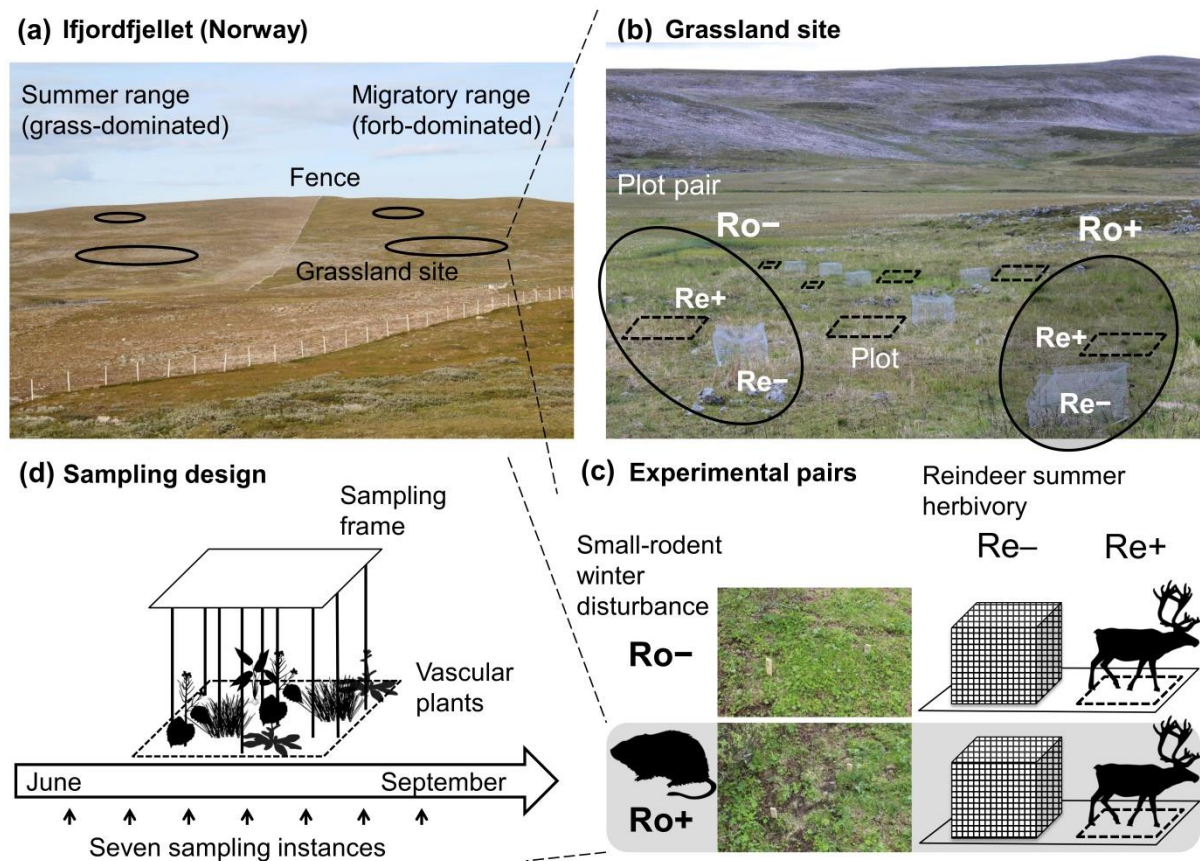 (a) Ifjordfjellet (Norway)
Summer range
(grass-dominated)
Migratory range
(forb-dominated)
Fence
Grassland site
(b) Grassland site
Plot pair
Ro−
Ro+
Re+
Re−
Plot
Re+
Re−
(d) Sampling design
Sampling
frame
Vascular
plants
June
September
Seven sampling instances
(c) Experimental pairs
Reindeer summer
herbivory
Re–
Re+
Small-rodent
winter
disturbance
Ro−
Ro+